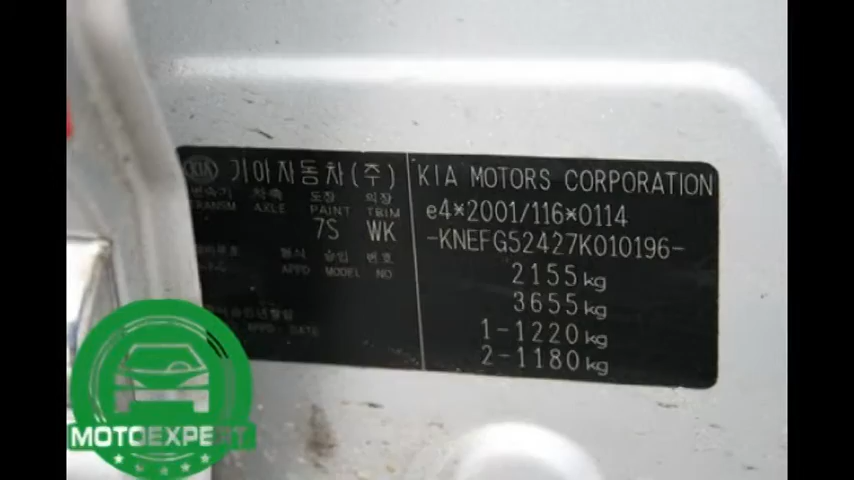 KIA 기아자동차(주)
변속기 차축 도장 의장
TRANSM AXLE PAINT TRIM
7S WK
형식 승인 번호
APPD MODEL NO
APPD DATE
KIA MOTORS CORPORATION
e4*2001/116*0114
-KNEFG52427K010196-
2155kg
3655kg
1-1220kg
2-1180kg
MOTOEXPERT